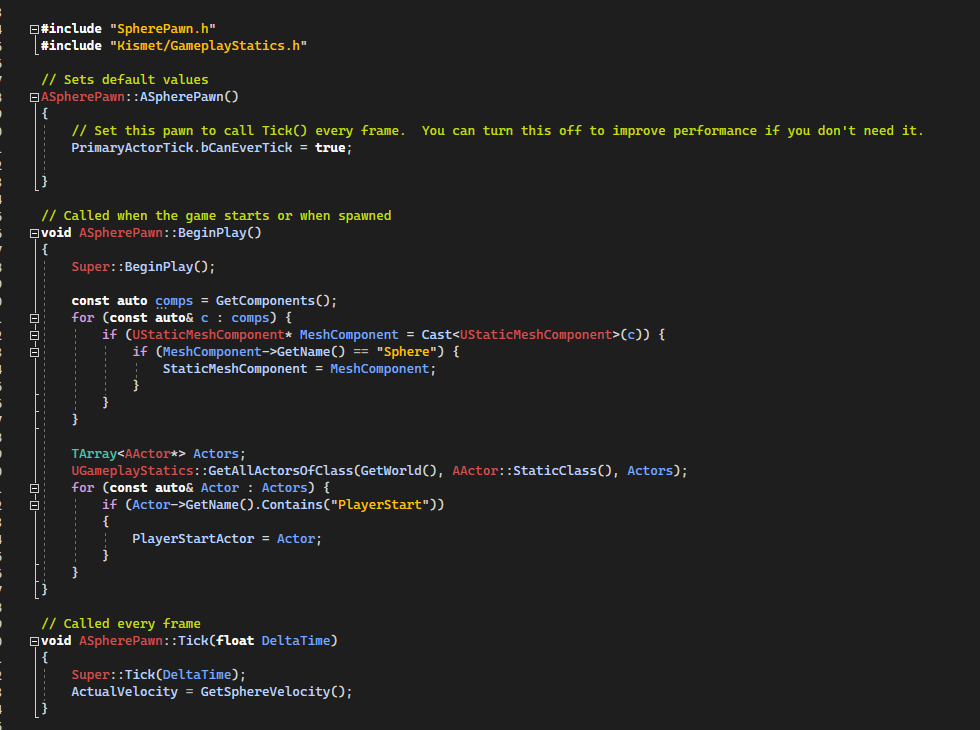 #include "SpherePawn.h"
#include "Kismet/GameplayStatics.h"

// Sets default values
ASpherePawn::ASpherePawn()
{
    // Set this pawn to call Tick() every frame.  You can turn this off to improve performance if you don't need it.
    PrimaryActorTick.bCanEverTick = true;

}

// Called when the game starts or when spawned
void ASpherePawn::BeginPlay()
{
    Super::BeginPlay();

    const auto comps = GetComponents();
    for (const auto& c : comps) {
        if (UStaticMeshComponent* MeshComponent = Cast<UStaticMeshComponent>(c)) {
            if (MeshComponent->GetName() == "Sphere") {
                StaticMeshComponent = MeshComponent;
            }
        }
    }

    TArray<AActor*> Actors;
    UGameplayStatics::GetAllActorsOfClass(GetWorld(), AActor::StaticClass(), Actors);
    for (const auto& Actor : Actors) {
        if (Actor->GetName().Contains("PlayerStart"))
        {
            PlayerStartActor = Actor;
        }
    }
}

// Called every frame
void ASpherePawn::Tick(float DeltaTime)
{
    Super::Tick(DeltaTime);
    ActualVelocity = GetSphereVelocity();
}